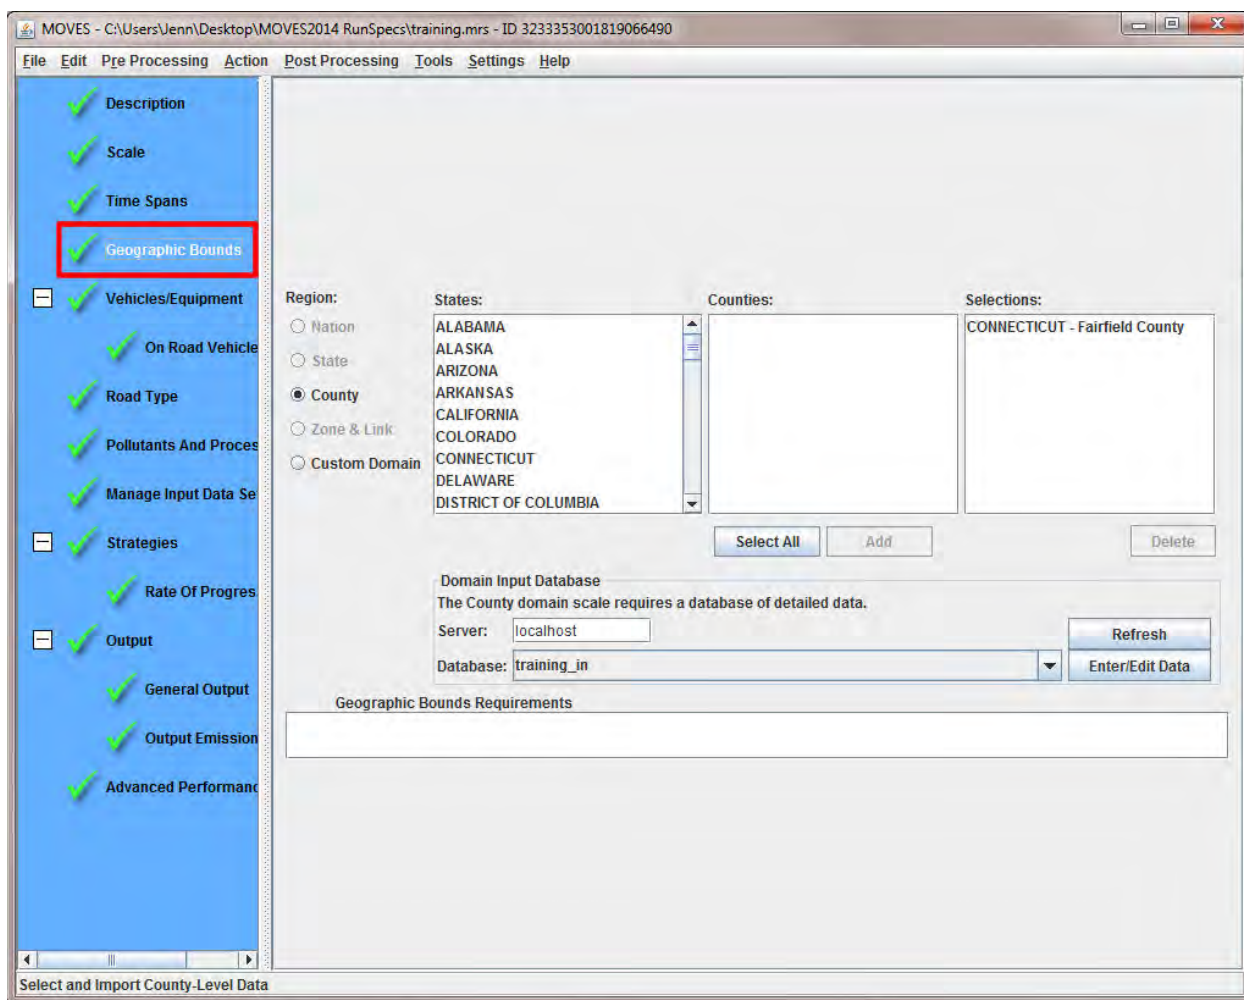 MOVES - C:\Users\Jenn\Desktop\MOVES2014 RunSpecs\training.mrs - ID 3233353001819066490
File Edit Pre Processing Action Post Processing Tools Settings Help
Description
Scale
Time Spans
Geographic Bounds
Vehicles/Equipment
On Road Vehicle
Road Type
Pollutants And Proces
Manage Input Data Se
Strategies
Rate Of Progres
Output
General Output
Output Emission
Advanced Performanc
Region:
Nation
State
County
Zone & Link
Custom Domain
States:
ALABAMA
ALASKA
ARIZONA
ARKANSAS
CALIFORNIA
COLORADO
CONNECTICUT
DELAWARE
DISTRICT OF COLUMBIA
Counties:
Selections:
CONNECTICUT - Fairfield County
Select All Add Delete
Domain Input Database
The County domain scale requires a database of detailed data.
Server: localhost Refresh
Database: training_in Enter/Edit Data
Geographic Bounds Requirements
Select and Import County-Level Data